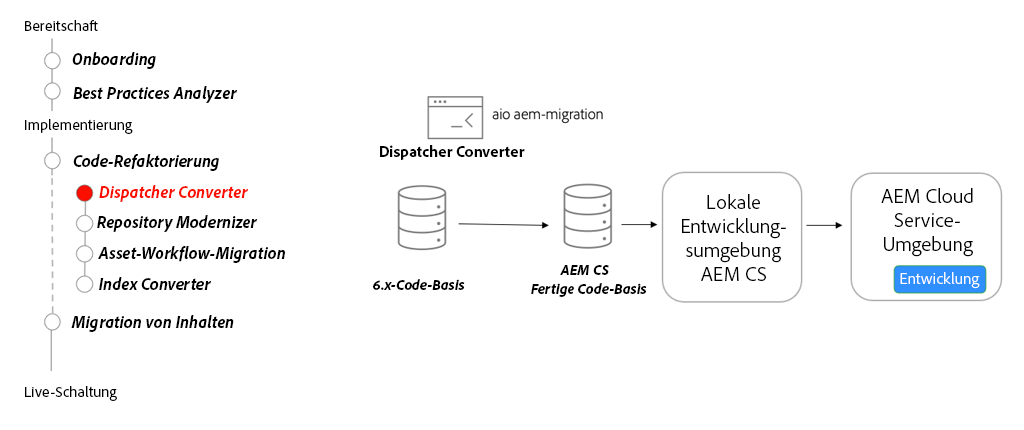 Bereitschaft
Onboarding
Best Practices Analyzer
Implementierung
Code-Refaktorierung
Dispatcher Converter
Repository Modernizer
Asset-Workflow-Migration
Index Converter
Migration von Inhalten
Live-Schaltung
aio aem-migration
Dispatcher Converter
6.x-Code-Basis
AEM CS
Fertige Code-Basis
Lokale
Entwicklung-
sumgebung
AEM CS
AEM Cloud
Service-
Umgebung
Entwicklung